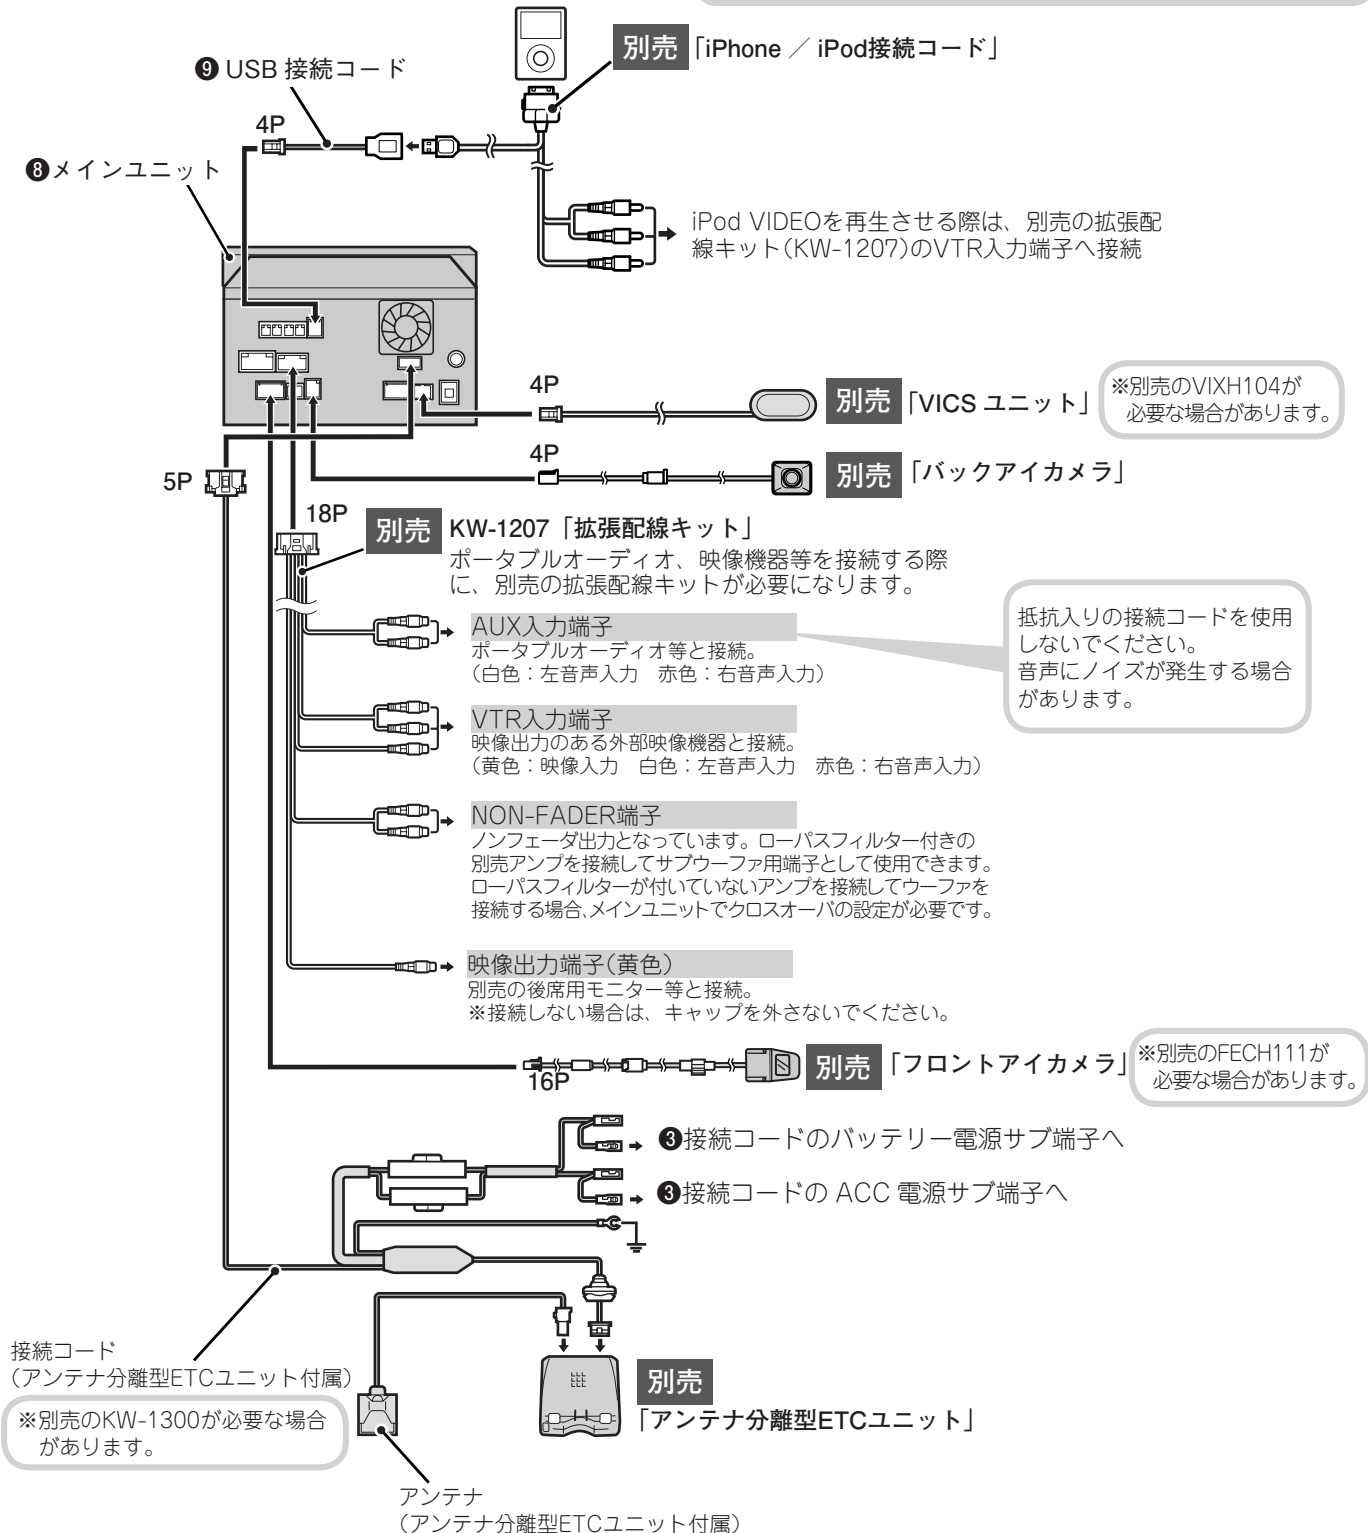 別売「iPhone ／ iPod接続コード」
❾ USB 接続コード
4P
❽メインユニット
iPod VIDEOを再生させる際は、別売の拡張配
線キット(KW-1207)のVTR入力端子へ接続
4P
別売「VICS ユニット」
※別売のVIXH104が
必要な場合があります。
4P
別売「バックアイカメラ」
5P
18P
別売 KW-1207「拡張配線キット」
ポータブルオーディオ、映像機器等を接続する際
に、別売の拡張配線キットが必要になります。
AUX入力端子
ポータブルオーディオ等と接続。
（白色：左音声入力　赤色：右音声入力）
抵抗入りの接続コードを使用
しないでください。
音声にノイズが発生する場合
があります。
VTR入力端子
映像出力のある外部映像機器と接続。
（黄色：映像入力　白色：左音声入力　赤色：右音声入力）
NON-FADER端子
ノンフェーダ出力となっています。ローパスフィルター付きの
別売アンプを接続してサブウーファ用端子として使用できます。
ローパスフィルターが付いていないアンプを接続してウーファを
接続する場合、メインユニットでクロスオーバの設定が必要です。
映像出力端子(黄色)
別売の後席用モニター等と接続。
※接続しない場合は、キャップを外さないでください。
16P
別売「フロントアイカメラ」
※別売のFECH111が
必要な場合があります。
❸接続コードのバッテリー電源サブ端子へ
❸接続コードの ACC 電源サブ端子へ
接続コード
（アンテナ分離型ETCユニット付属）
※別売のKW-1300が必要な場合
があります。
別売
「アンテナ分離型ETCユニット」
アンテナ
（アンテナ分離型ETCユニット付属）